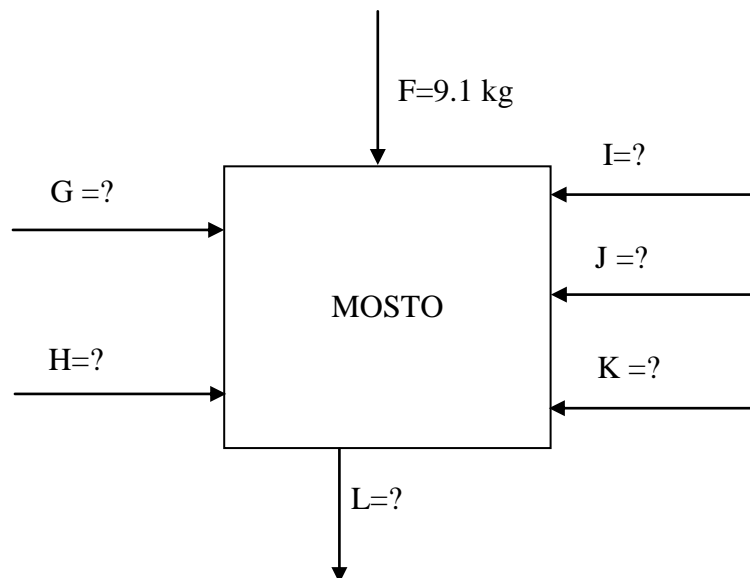 F=9.1 kg
I=?
G =?
J =?
MOSTO
H=?
K =?
L=?